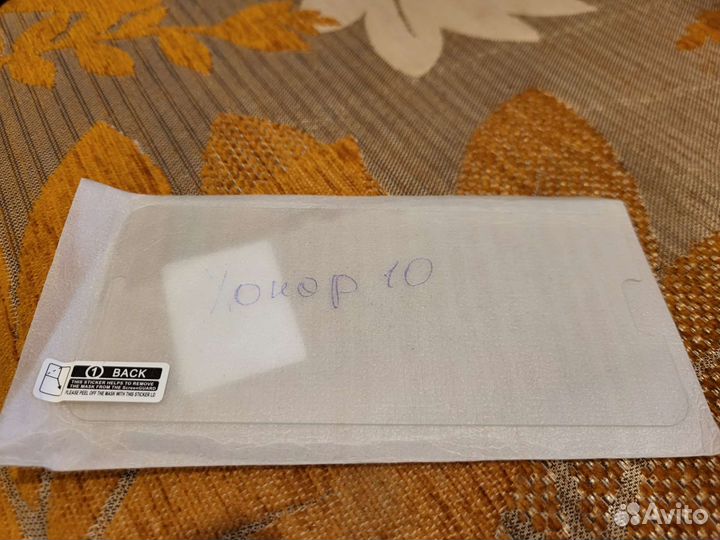 Хонор 10
1 BACK
THIS STICKER HELPS TO REMOVE
THE MASK FROM THE ScreenGUARD
PLEASE PEEL OFF THE MASK WITH THIS STICKER LD
Avito